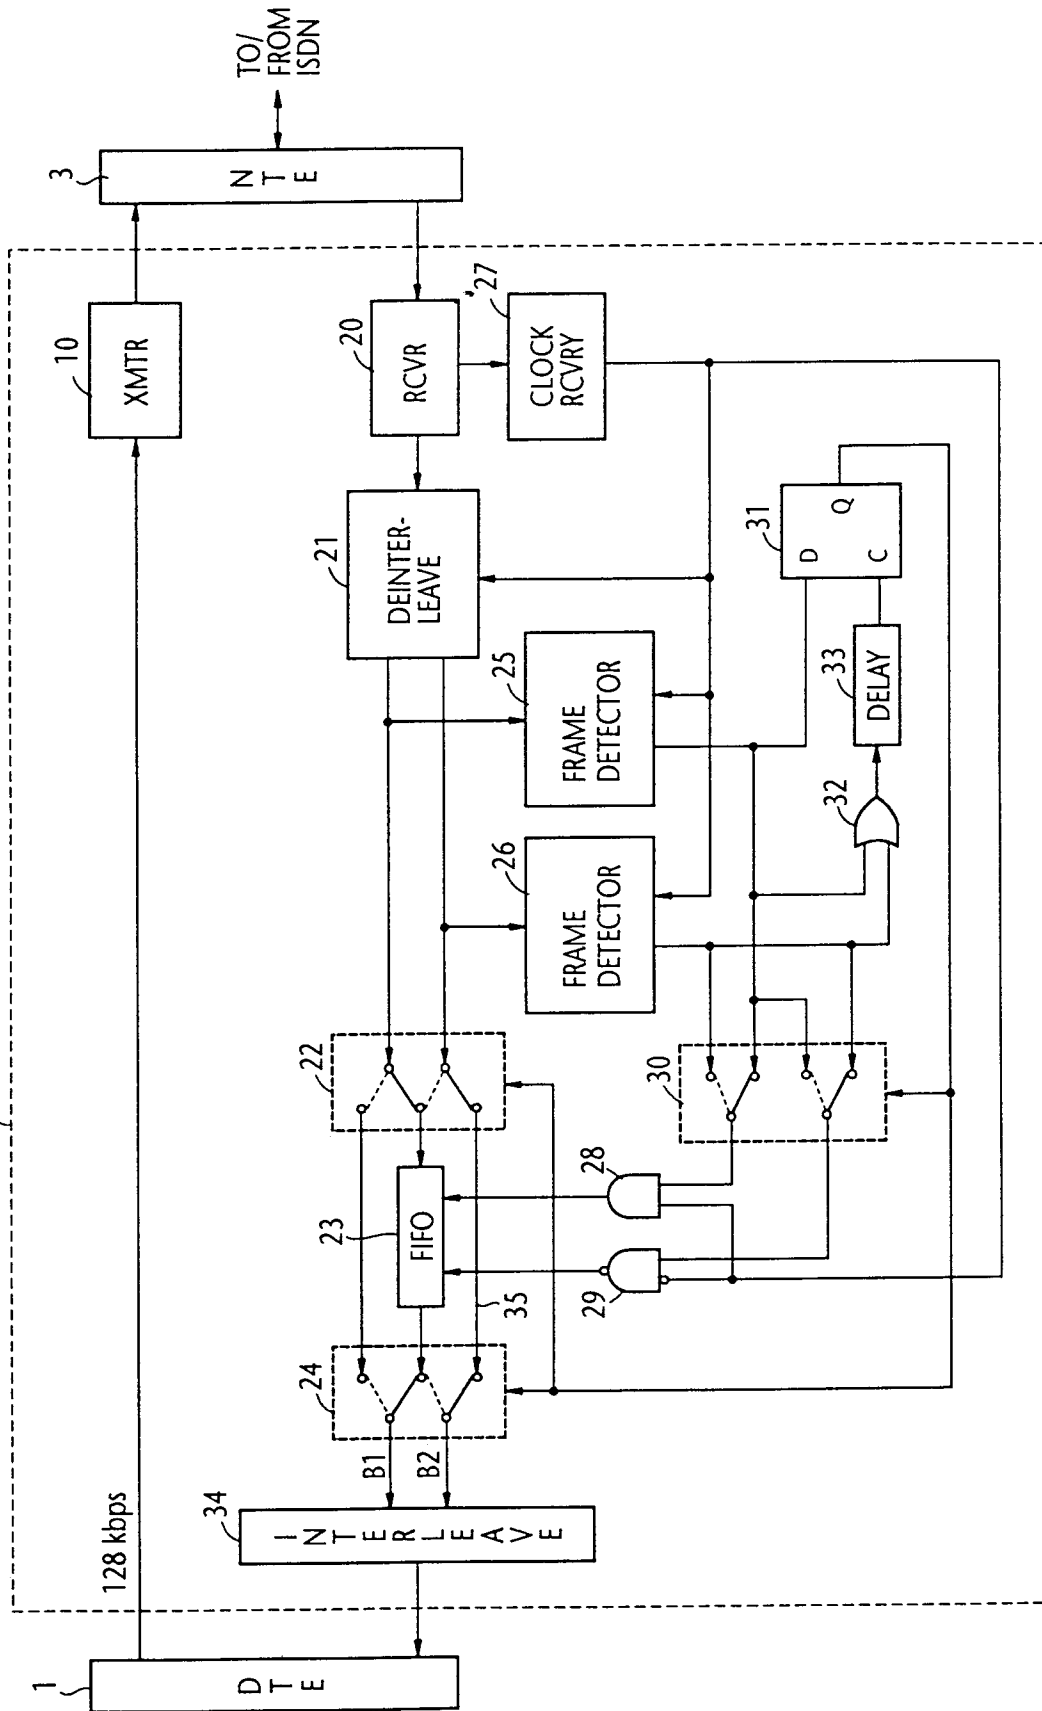 1
D T E
128 kbps
10
XMTR
3
N T E
TO/
FROM
ISDN
34
I N T E R L E A V E
B1
B2
24
23
FIFO
35
22
21
DEINTER-
LEAVE
20
RCVR
27
CLOCK
RCVRY
26
FRAME
DETECTOR
25
FRAME
DETECTOR
29
28
30
32
33
DELAY
31
D
C
Q